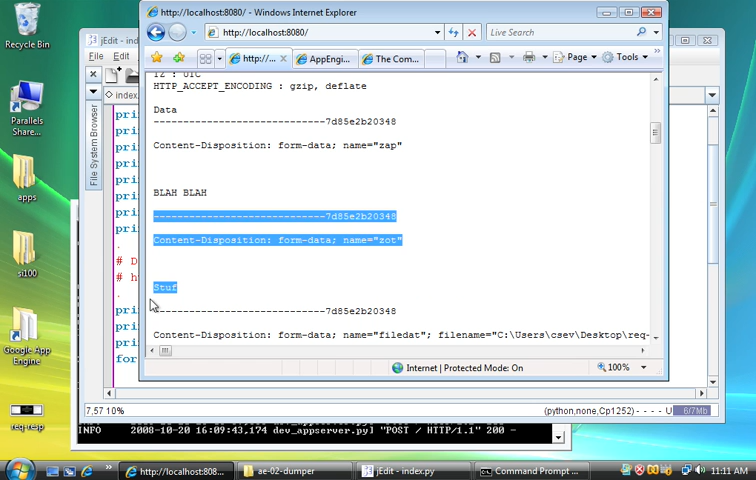 http://localhost:8080/ - Windows Internet Explorer
http://localhost:8080/
Live Search
http://...
AppEngi...
The Com...
Page
Tools
TZ : UTC
HTTP_ACCEPT_ENCODING : gzip, deflate
Data
-----------------------------7d85e2b20348
Content-Disposition: form-data; name="zap"
BLAH BLAH
-----------------------------7d85e2b20348
Content-Disposition: form-data; name="zot"
Stuf
-----------------------------7d85e2b20348
Content-Disposition: form-data; name="filedat"; filename="C:\Users\csev\Desktop\req-
Internet | Protected Mode: On
100%
Recycle Bin
Parallels
Share...
apps
si100
Google App
Engine
req-resp
jEdit -
File
E
index.
File System Browser
pri
pri
pri
pri
pri
pri
pri
pri
.
# D
# h
.
pri
pri
pri
for
7,57 10%
(python,none,Cp1252) - - - - U
6/7Mb
INFO 2008-10-20 16:09:43,174 dev_appserver.py] "POST / HTTP/1.1" 200 -
http://localhost:808...
ae-02-dumper
jEdit - index.py
Command Prompt ...
11:11 AM